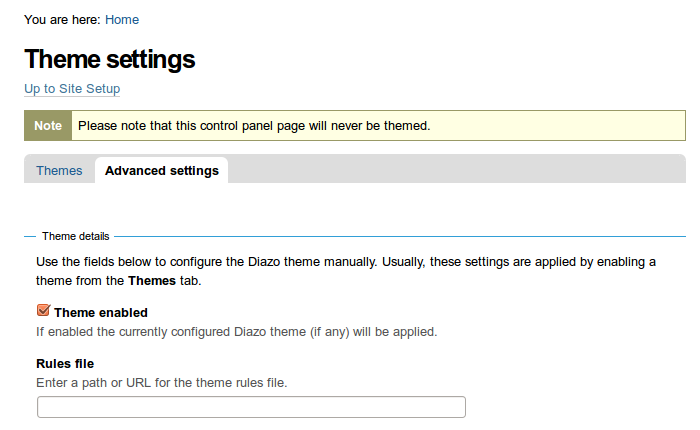 You are here: Home
Theme settings
Up to Site Setup
Note Please note that this control panel page will never be themed.
Themes Advanced settings
Theme details
Use the fields below to configure the Diazo theme manually. Usually, these settings are applied by enabling a
theme from the Themes tab.
Theme enabled
If enabled the currently configured Diazo theme (if any) will be applied.
Rules file
Enter a path or URL for the theme rules file.